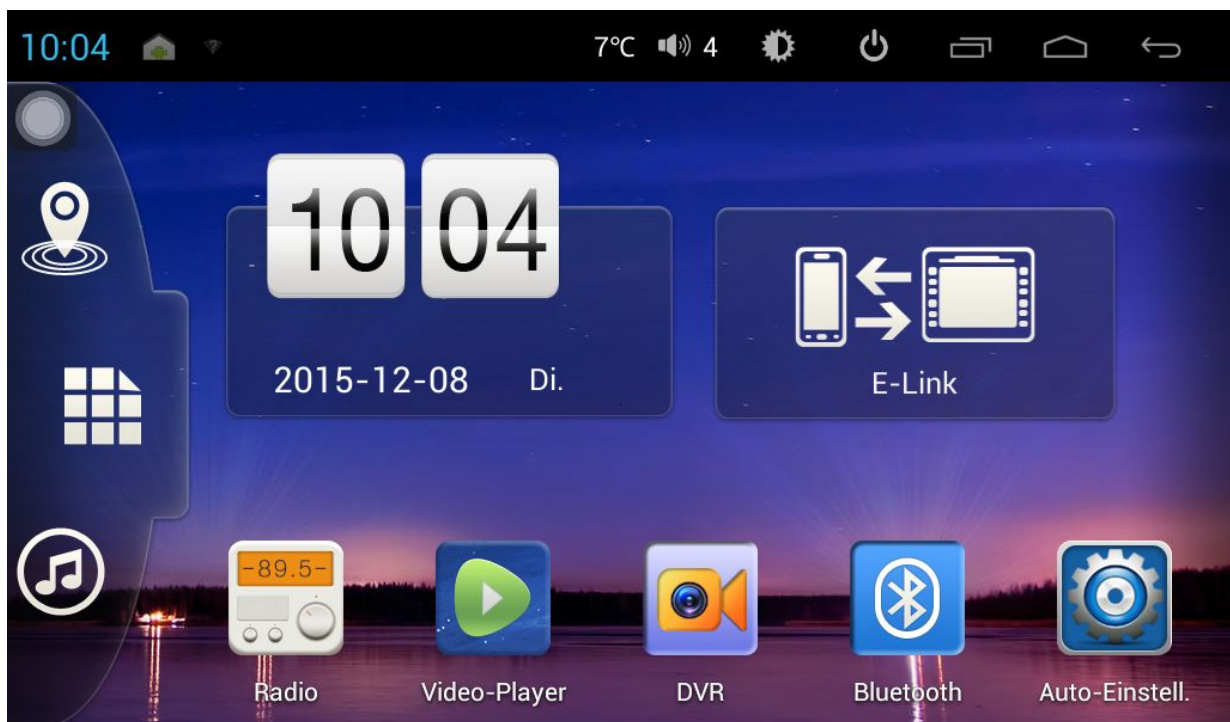 10:04 7°C 4
10 04
2015-12-08 Di.
E-Link
-89.5-
Radio Video-Player DVR Bluetooth Auto-Einstell.